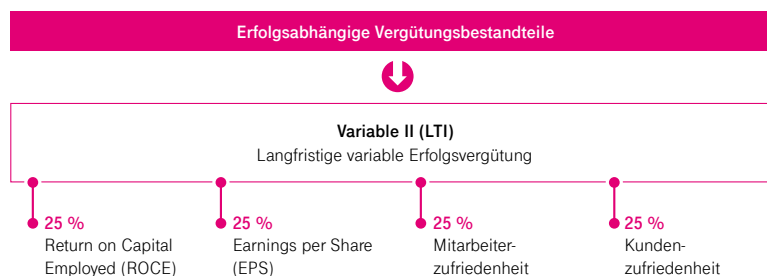 Erfolgsabhängige Vergütungsbestandteile
Variable II (LTI)
Langfristige variable Erfolgsvergütung
25 %
Return on Capital
Employed (ROCE)
25 %
Earnings per Share
(EPS)
25 %
Mitarbeiter-
zufriedenheit
25 %
Kunden-
zufriedenheit